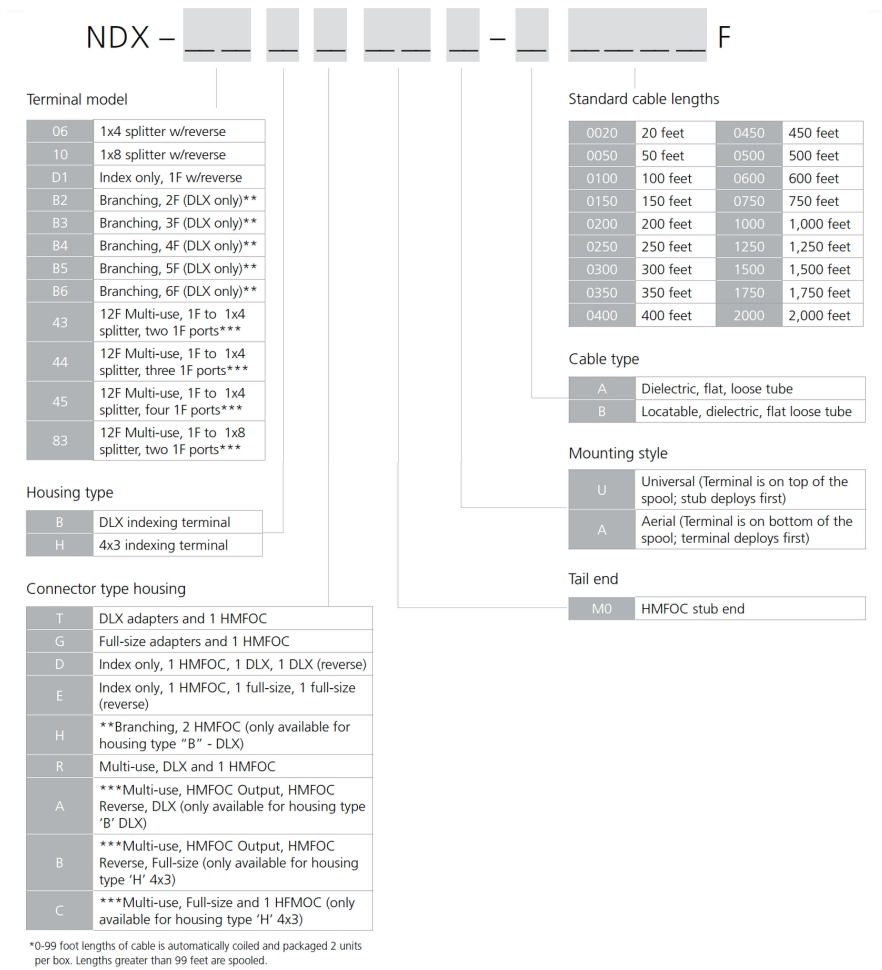 NDX – __ __ __ __ __ __ __ – __ __ __ __ __ F
Terminal model
06 1x4 splitter w/reverse
10 1x8 splitter w/reverse
D1 Index only, 1F w/reverse
B2 Branching, 2F (DLX only)**
B3 Branching, 3F (DLX only)**
B4 Branching, 4F (DLX only)**
B5 Branching, 5F (DLX only)**
B6 Branching, 6F (DLX only)**
43 12F Multi-use, 1F to 1x4
splitter, two 1F ports***
44 12F Multi-use, 1F to 1x4
splitter, three 1F ports***
45 12F Multi-use, 1F to 1x4
splitter, four 1F ports***
83 12F Multi-use, 1F to 1x8
splitter, two 1F ports***
Housing type
B DLX indexing terminal
H 4x3 indexing terminal
Connector type housing
T DLX adapters and 1 HMFOC
G Full-size adapters and 1 HMFOC
D Index only, 1 HMFOC, 1 DLX, 1 DLX (reverse)
E Index only, 1 HMFOC, 1 full-size, 1 full-size
(reverse)
H **Branching, 2 HMFOC (only available for
housing type “B” - DLX)
R Multi-use, DLX and 1 HMFOC
A ***Multi-use, HMFOC Output, HMFOC
Reverse, DLX (only available for housing type
‘B’ DLX)
B ***Multi-use, HMFOC Output, HMFOC
Reverse, Full-size (only available for housing
type ‘H’ 4x3)
C ***Multi-use, Full-size and 1 HFMOC (only
available for housing type ‘H’ 4x3)
*0-99 foot lengths of cable is automatically coiled and packaged 2 units
per box. Lengths greater than 99 feet are spooled.
Standard cable lengths
0020 20 feet 0450 450 feet
0050 50 feet 0500 500 feet
0100 100 feet 0600 600 feet
0150 150 feet 0750 750 feet
0200 200 feet 1000 1,000 feet
0250 250 feet 1250 1,250 feet
0300 300 feet 1500 1,500 feet
0350 350 feet 1750 1,750 feet
0400 400 feet 2000 2,000 feet
Cable type
A Dielectric, flat, loose tube
B Locatable, dielectric, flat loose tube
Mounting style
U Universal (Terminal is on top of the
spool; stub deploys first)
A Aerial (Terminal is on bottom of the
spool; terminal deploys first)
Tail end
M0 HMFOC stub end